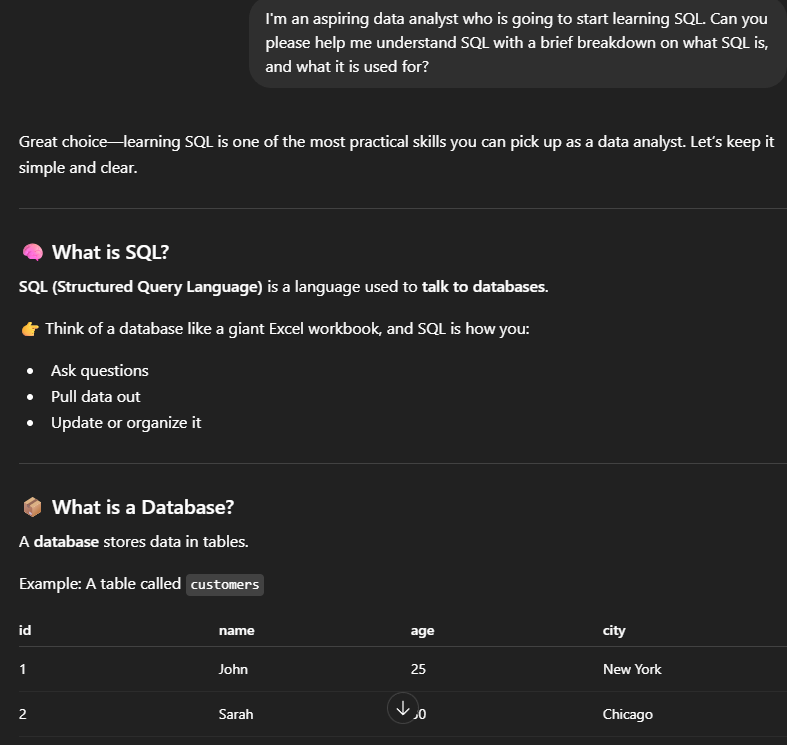 I'm an aspiring data analyst who is going to start learning SQL. Can you
please help me understand SQL with a brief breakdown on what SQL is,
and what it is used for?
Great choice—learning SQL is one of the most practical skills you can pick up as a data analyst. Let's keep it
simple and clear.
🧠 What is SQL?
SQL (Structured Query Language) is a language used to talk to databases.
👉 Think of a database like a giant Excel workbook, and SQL is how you:
• Ask questions
• Pull data out
• Update or organize it
📦 What is a Database?
A database stores data in tables.
Example: A table called customers
id name age city
1 John 25 New York
2 Sarah Chicago